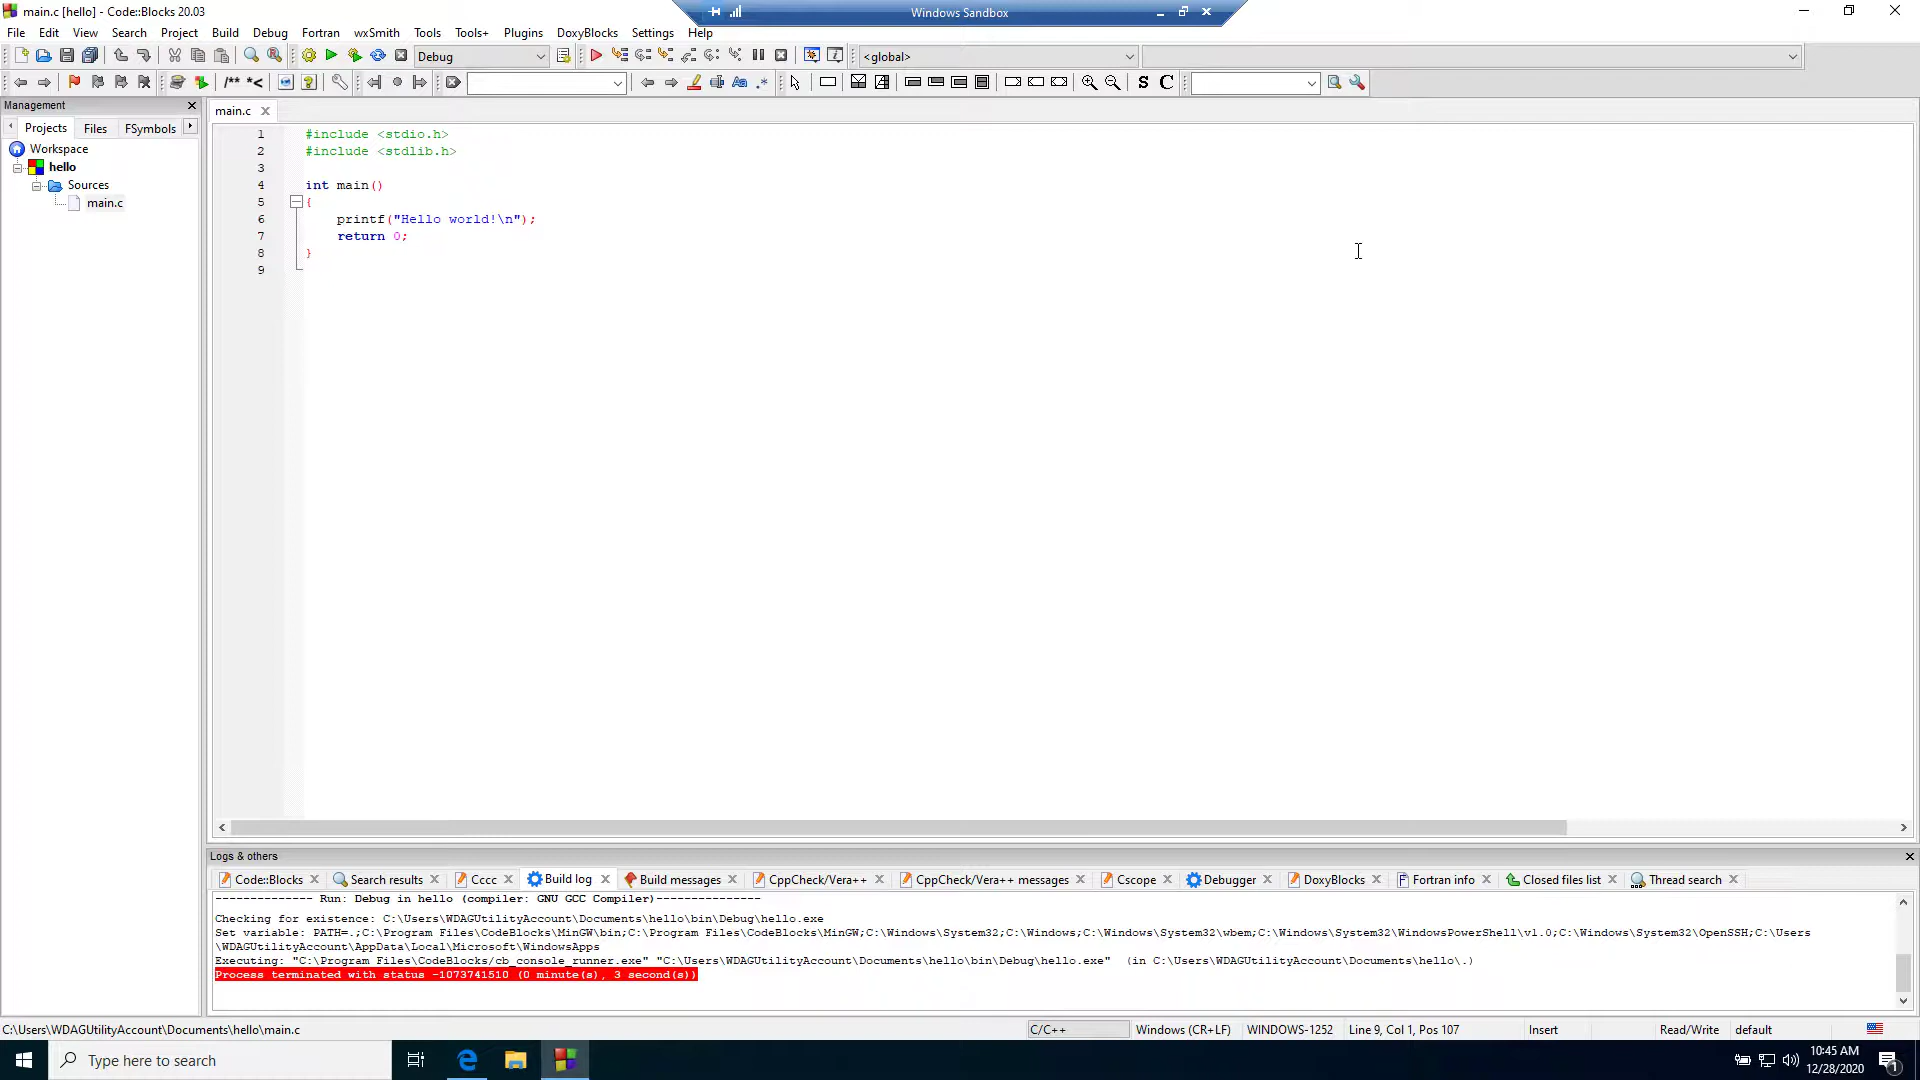 main.c [hello] - Code::Blocks 20.03
Windows Sandbox
File Edit View Search Project Build Debug Fortran wxSmith Tools Tools+ Plugins DoxyBlocks Settings Help
Debug
<global>
/** *<
Aa .*
S C
Management
Projects Files FSymbols
main.c
Workspace
hello
Sources
main.c
1 #include <stdio.h>
2 #include <stdlib.h>
3
4 int main()
5 {
6 printf("Hello world!\n");
7 return 0;
8 }
9
Logs & others
Code::Blocks Search results Cccc Build log Build messages CppCheck/Vera++ CppCheck/Vera++ messages Cscope Debugger DoxyBlocks Fortran info Closed files list Thread search
-------------- Run: Debug in hello (compiler: GNU GCC Compiler)---------------
Checking for existence: C:\Users\WDAGUtilityAccount\Documents\hello\bin\Debug\hello.exe
Set variable: PATH=.;C:\Program Files\CodeBlocks\MinGW\bin;C:\Program Files\CodeBlocks\MinGW;C:\Windows\System32;C:\Windows;C:\Windows\System32\wbem;C:\Windows\System32\WindowsPowerShell\v1.0;C:\Windows\System32\OpenSSH;C:\Users
\WDAGUtilityAccount\AppData\Local\Microsoft\WindowsApps
Executing: "C:\Program Files\CodeBlocks/cb_console_runner.exe" "C:\Users\WDAGUtilityAccount\Documents\hello\bin\Debug\hello.exe"  (in C:\Users\WDAGUtilityAccount\Documents\hello\.)
Process terminated with status -1073741510 (0 minute(s), 3 second(s))
C:\Users\WDAGUtilityAccount\Documents\hello\main.c
C/C++ Windows (CR+LF) WINDOWS-1252 Line 9, Col 1, Pos 107 Insert Read/Write default
Type here to search
10:45 AM
12/28/2020
1